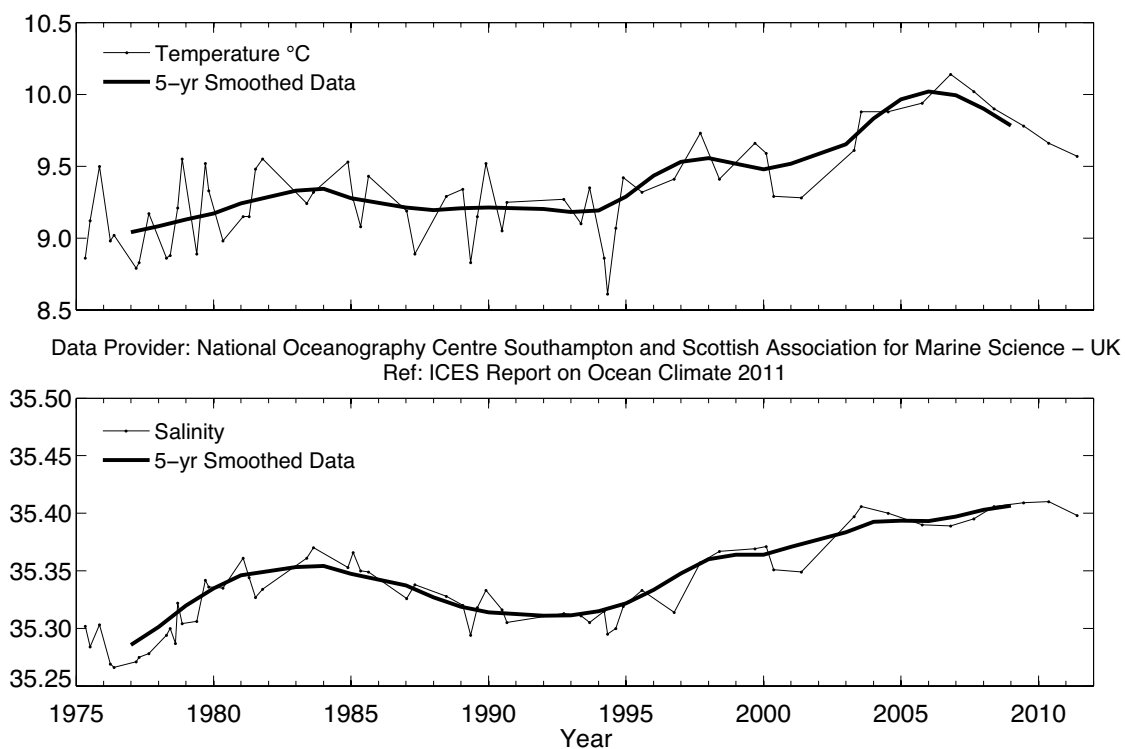 10.5
Temperature °C
5−yr Smoothed Data
10.0
9.5
9.0
8.5
Data Provider: National Oceanography Centre Southampton and Scottish Association for Marine Science − UK
Ref: ICES Report on Ocean Climate 2011
35.50
Salinity
35.45
5−yr Smoothed Data
35.40
35.35
35.30
35.25
1975 1980 1985 1990 1995 2000 2005 2010
Year